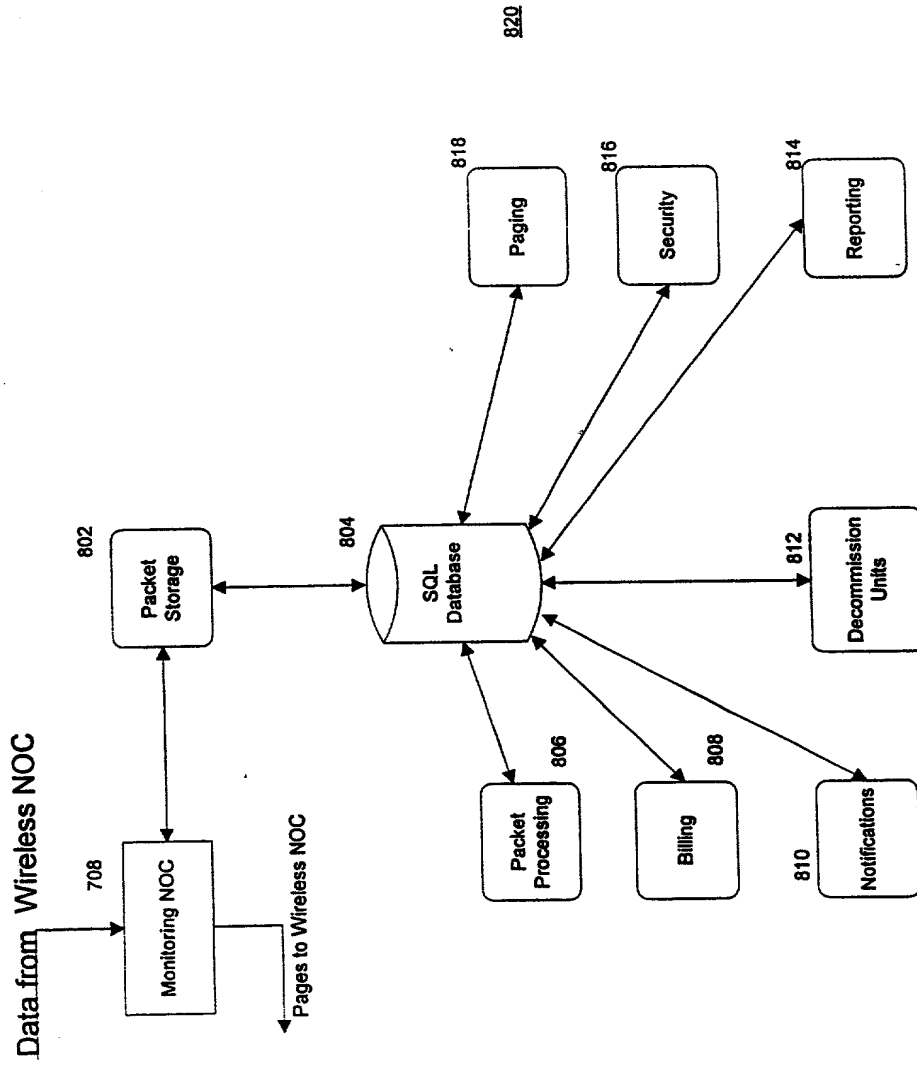 Data from Wireless NOC
708
Monitoring NOC
Pages to Wireless NOC
802
Packet
Storage
804
SQL
Database
806
Packet
Processing
808
Billing
810
Notifications
812
Decommission
Units
814
Reporting
816
Security
818
Paging
820